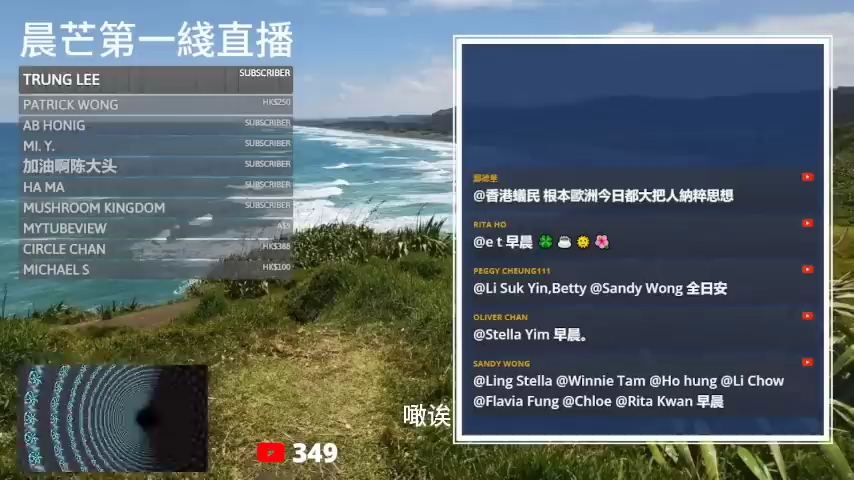 晨芒第一綫直播
TRUNG LEE SUBSCRIBER
PATRICK WONG HK$250
AB HONIG SUBSCRIBER
MI. Y. SUBSCRIBER
加油啊陈大头 SUBSCRIBER
HA MA SUBSCRIBER
MUSHROOM KINGDOM SUBSCRIBER
MYTUBEVIEW A$5
CIRCLE CHAN HK$388
MICHAEL S HK$100
@香港蟻民 根本歐洲今日都大把人納粹思想
RITA HO
@e t 早晨 🍀 ☕ 🌞 🌸
PEGGY CHEUNG111
@Li Suk Yin,Betty @Sandy Wong 全日安
OLIVER CHAN
@Stella Yim 早晨。
SANDY WONG
@Ling Stella @Winnie Tam @Ho hung @Li Chow
@Flavia Fung @Chloe @Rita Kwan 早晨
噉诶
349